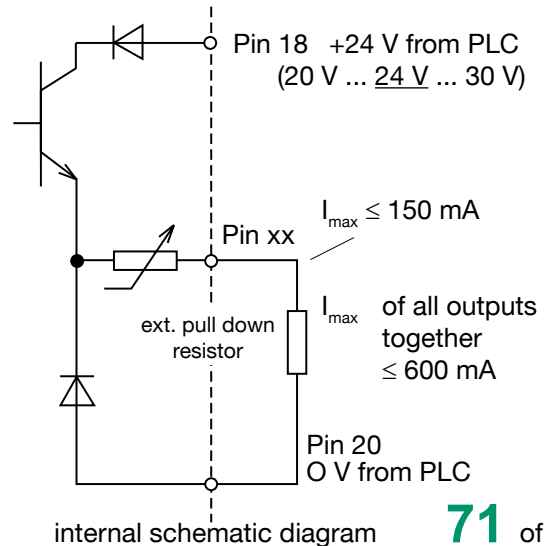 Pin 18 +24 V from PLC
(20 V ... 24 V ... 30 V)
Imax ≤ 150 mA
Pin xx
Imax of all outputs
together
≤ 600 mA
ext. pull down
resistor
Pin 20
O V from PLC
internal schematic diagram 71 of